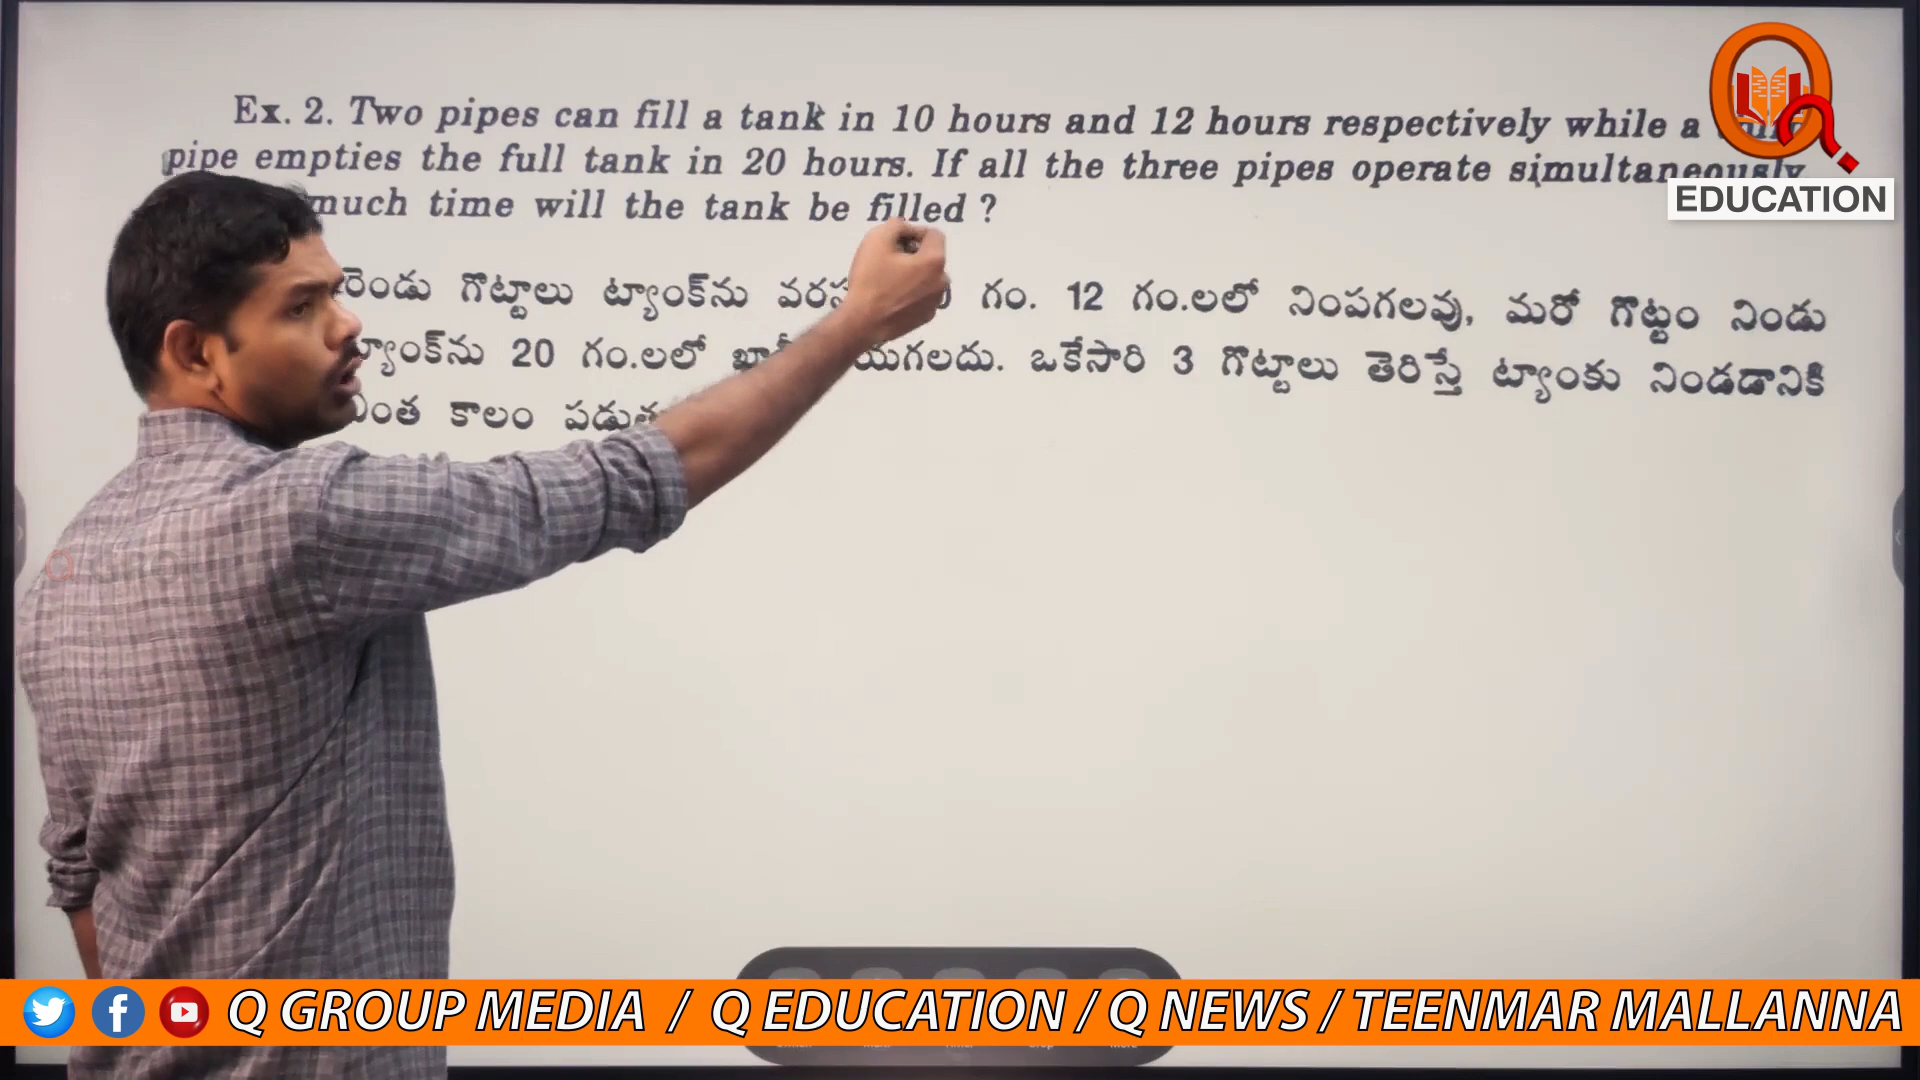 Ex. 2. Two pipes can fill a tank in 10 hours and 12 hours respectively while a
pipe empties the full tank in 20 hours. If all the three pipes operate simultaneously,
much time will the tank be filled ?
రెండు గొట్టాలు ట్యాంక్‌ను గం. 12 గం.లలో నింపగలవు, మరో గొట్టం నిండు
ట్యాంక్‌ను 20 గం.లలో ఒకేసారి 3 గొట్టాలు తెరిస్తే ట్యాంకు నిండడానికి
కాలం
EDUCATION
Q GROUP MEDIA / Q EDUCATION / Q NEWS / TEENMAR MALLANNA